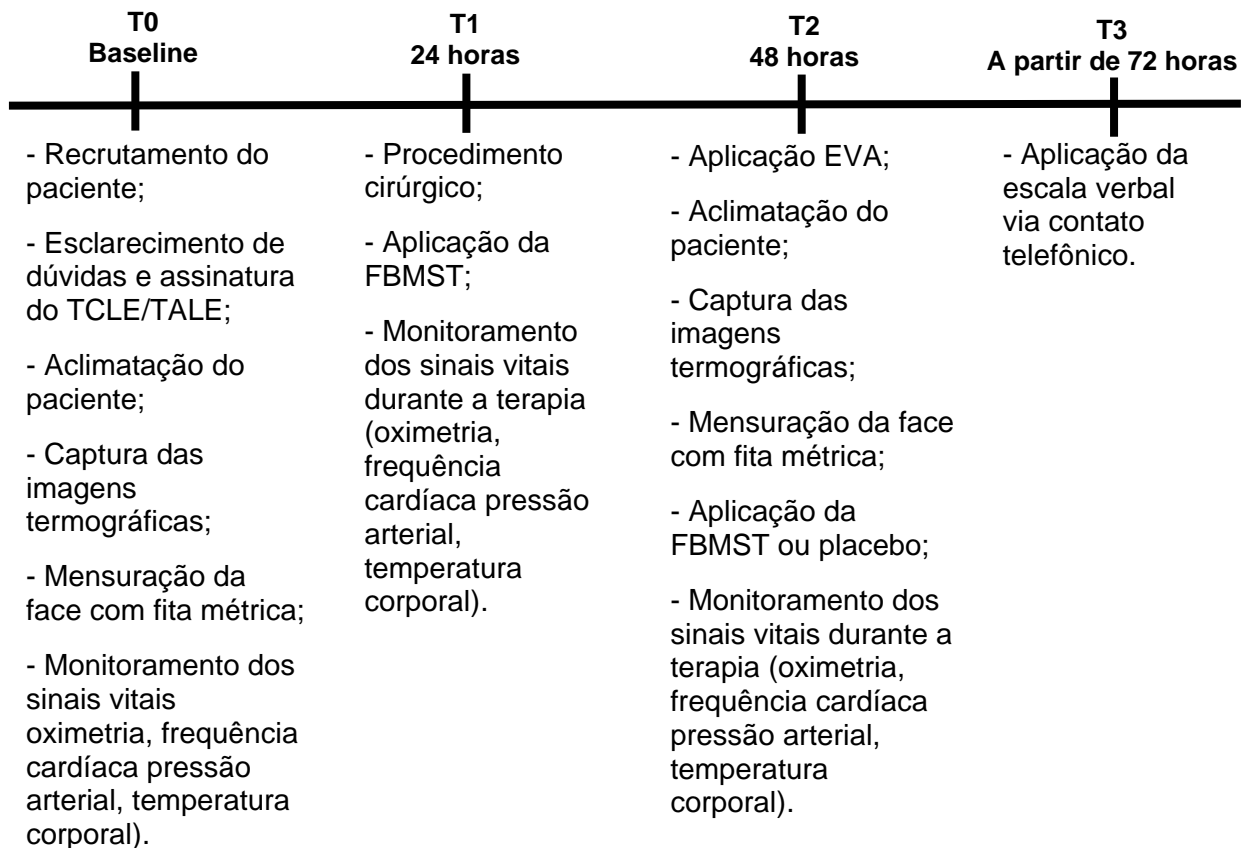 T0
Baseline
- Recrutamento do
paciente;
- Esclarecimento de
dúvidas e assinatura
do TCLE/TALE;
- Aclimatação do
paciente;
- Captura das
imagens
termográficas;
- Mensuração da
face com fita métrica;
- Monitoramento dos
sinais vitais
oximetria, frequência
cardíaca pressão
arterial, temperatura
corporal).
T1
24 horas
- Procedimento
cirúrgico;
- Aplicação da
FBMST;
- Monitoramento
dos sinais vitais
durante a terapia
(oximetria,
frequência
cardíaca pressão
arterial,
temperatura
corporal).
T2
48 horas
- Aplicação EVA;
- Aclimatação do
paciente;
- Captura das
imagens
termográficas;
- Mensuração da face
com fita métrica;
- Aplicação da
FBMST ou placebo;
- Monitoramento dos
sinais vitais durante a
terapia (oximetria,
frequência cardíaca
pressão arterial,
temperatura
corporal).
T3
A partir de 72 horas
- Aplicação da
escala verbal
via contato
telefônico.